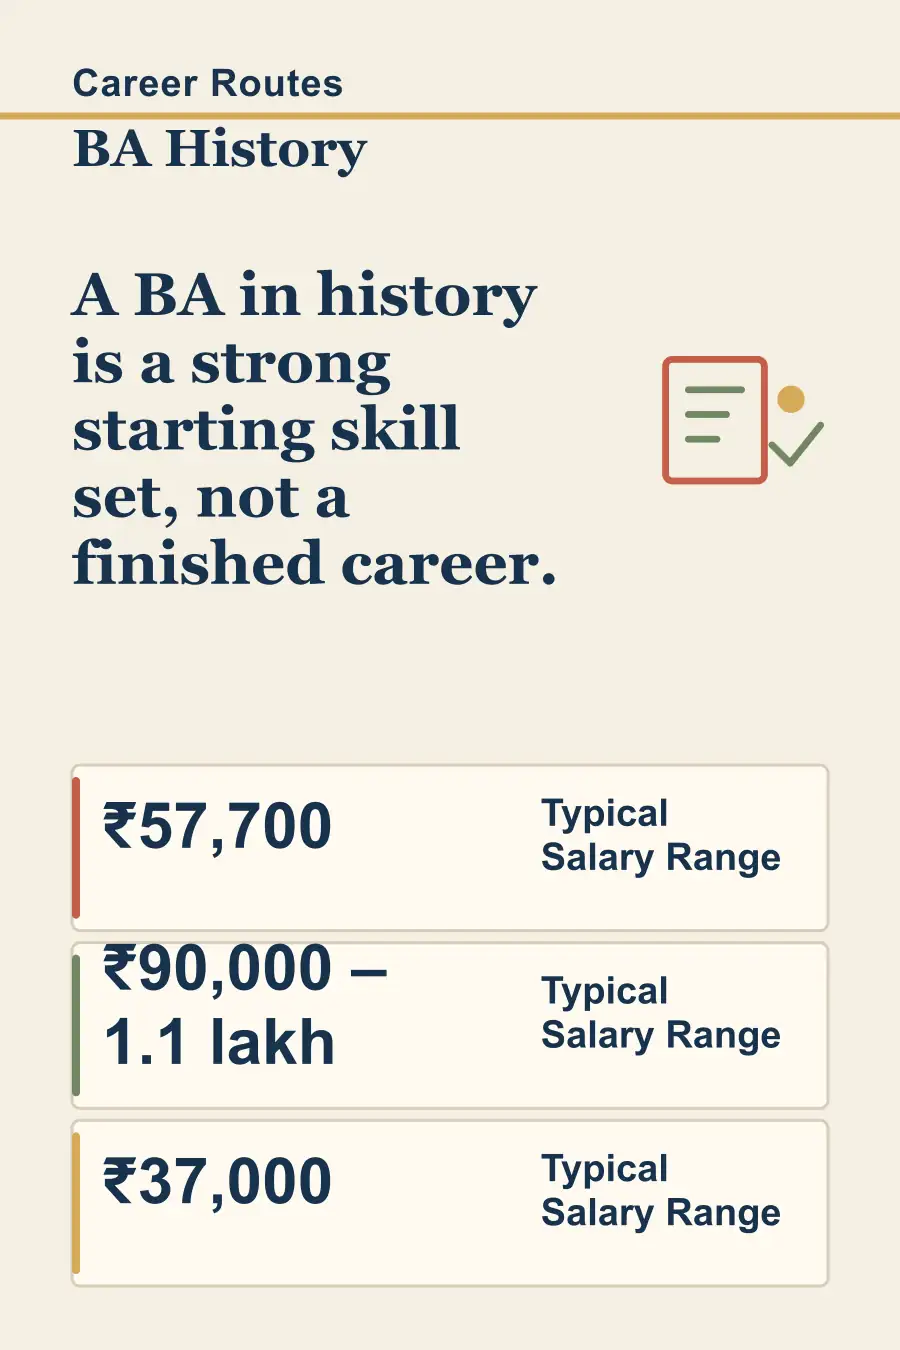 Career Routes
BA History
A BA in history
is a strong
starting skill
set, not a
finished career.
₹57,700
Typical
Salary Range
₹90,000 –
1.1 lakh
Typical
Salary Range
₹37,000
Typical
Salary Range